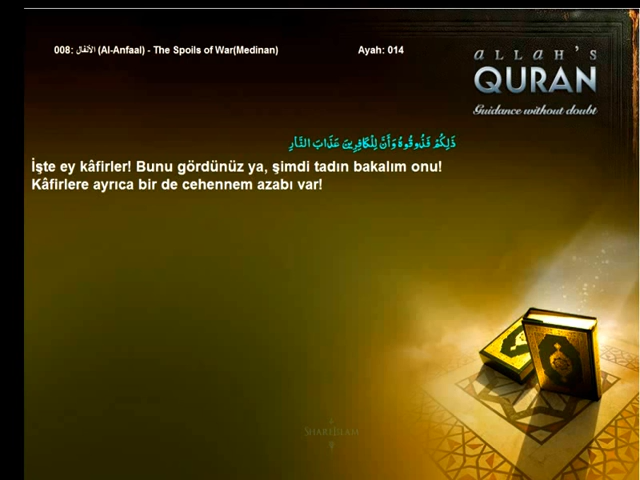 008: الأنفال (Al-Anfaal) - The Spoils of War(Medinan) Ayah: 014
ALLAH'S
QURAN
Guidance without doubt
ذَٰلِكُمْ فَذُوقُوهُ وَأَنَّ لِلْكَافِرِينَ عَذَابَ النَّارِ
İşte ey kâfirler! Bunu gördünüz ya, şimdi tadın bakalım onu!
Kâfirlere ayrıca bir de cehennem azabı var!
SHAREISLAM